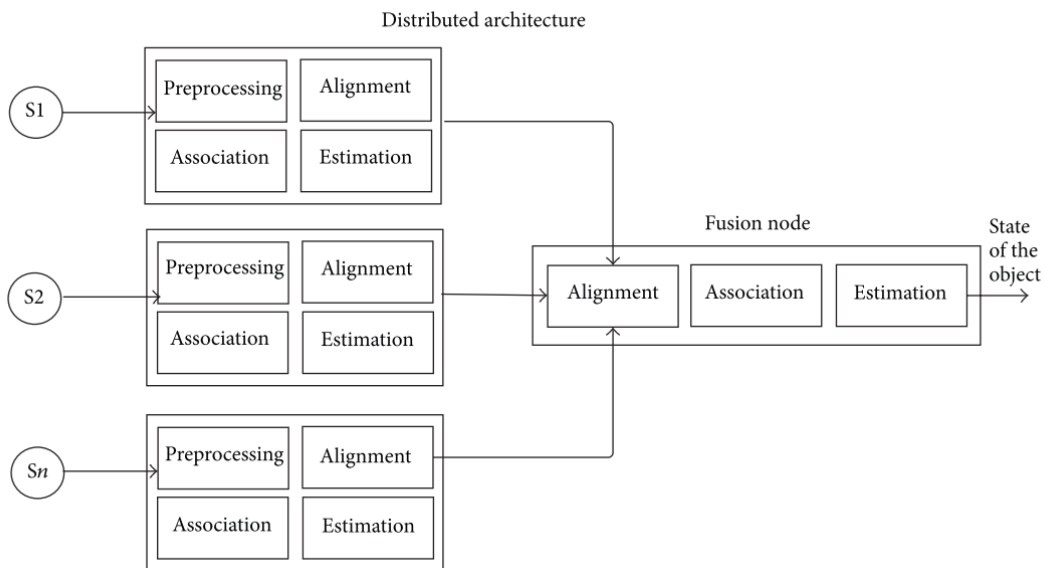 Distributed architecture
S1
Preprocessing
Alignment
Association
Estimation
S2
Preprocessing
Alignment
Association
Estimation
Sn
Preprocessing
Alignment
Association
Estimation
Fusion node
Alignment
Association
Estimation
State
of the
object